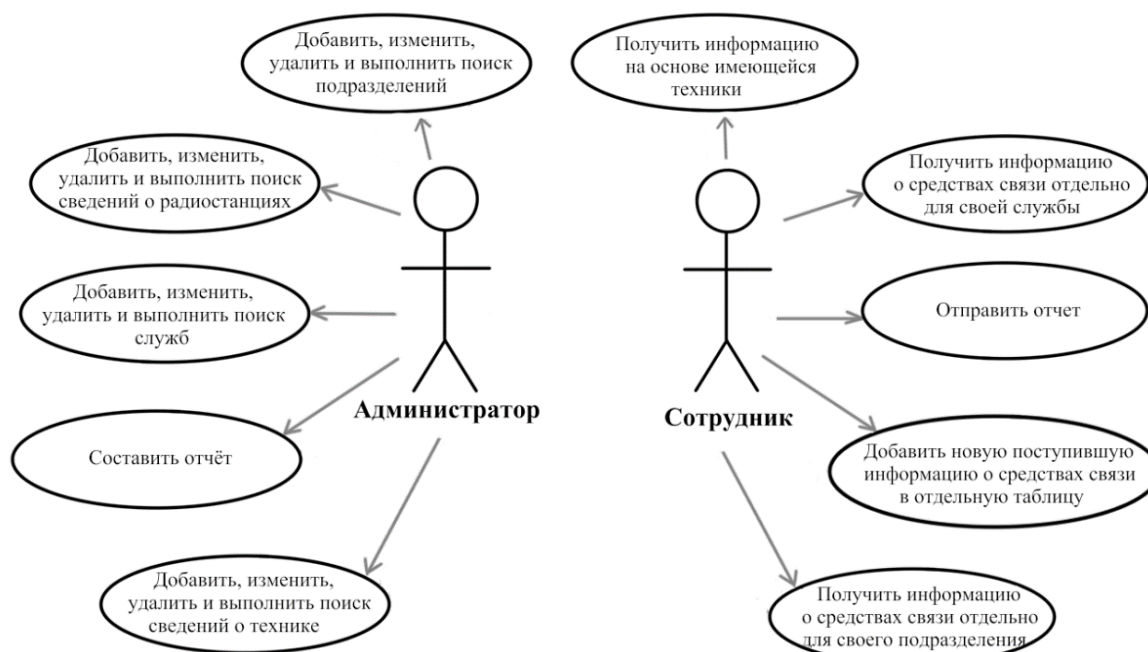 Добавить, изменить,
удалить и выполнить поиск
подразделений
Получить информацию
на основе имеющейся
техники
Добавить, изменить,
удалить и выполнить поиск
сведений о радиостанциях
Получить информацию
о средствах связи отдельно
для своей службы
Добавить, изменить,
удалить и выполнить поиск
служб
Отправить отчет
Администратор
Сотрудник
Составить отчёт
Добавить новую поступившую
информацию о средствах связи
в отдельную таблицу
Добавить, изменить,
удалить и выполнить поиск
сведений о технике
Получить информацию
о средствах связи отдельно
для своего подразделения